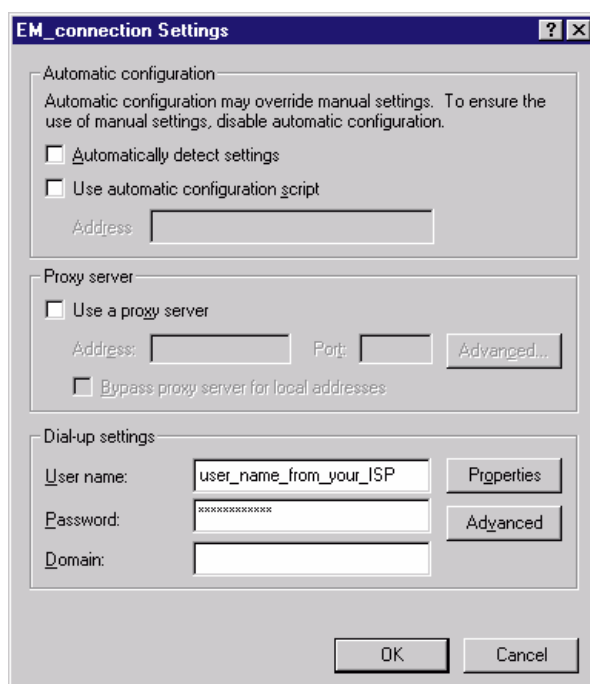 EM_connection Settings
Automatic configuration
Automatic configuration may override manual settings. To ensure the
use of manual settings, disable automatic configuration.
Automatically detect settings
Use automatic configuration script
Address
Proxy server
Use a proxy server
Address: Port: Advanced...
Bypass proxy server for local addresses
Dial-up settings
User name: user_name_from_your_ISP Properties
Password: xxxxxxxxxxxx Advanced
Domain:
OK Cancel